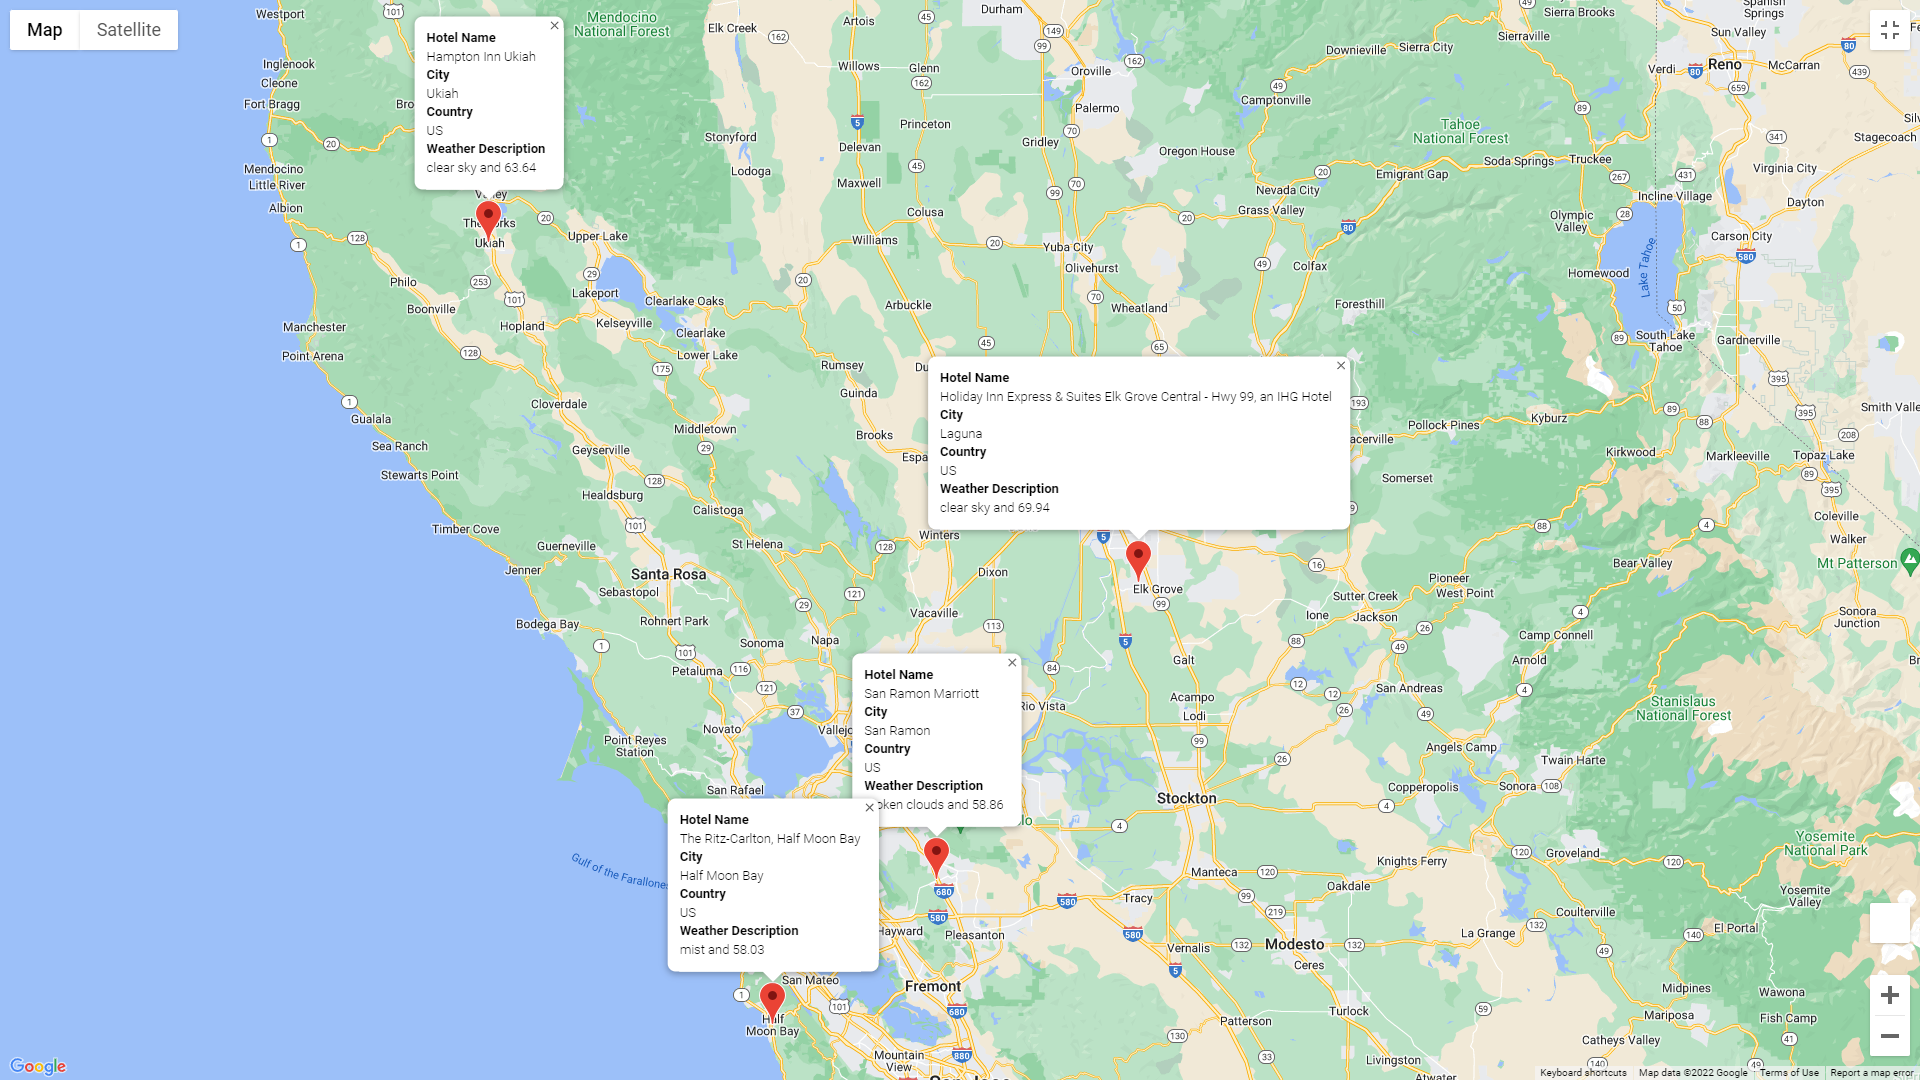 Map
Satellite
Hotel Name
Hampton Inn Ukiah
City
Ukiah
Country
US
Weather Description
clear sky and 63.64
Hotel Name
Holiday Inn Express & Suites Elk Grove Central - Hwy 99, an IHG Hotel
City
Laguna
Country
US
Weather Description
clear sky and 69.94
Hotel Name
San Ramon Marriott
City
San Ramon
Country
US
Weather Description
clouds and 58.86
Hotel Name
The Ritz-Carlton, Half Moon Bay
City
Half Moon Bay
Country
US
Weather Description
mist and 58.03
Westport
Mendocino
National Forest
Elk Creek
Artois
Durham
Sierra Brooks
Spanish
Springs
Sun Valley
Sierraville
Downieville
Sierra City
Inglenook
Cleone
Fort Bragg
Willows
Glenn
Oroville
Verdi
Reno
McCarran
Camptonville
Palermo
Princeton
Stonyford
Gridley
Tahoe
National Forest
Stagecoach
Delevan
Oregon House
Soda Springs
Truckee
Mendocino
Little River
Lodoga
Maxwell
Emigrant Gap
Virginia City
Nevada City
Incline Village
Albion
Colusa
Grass Valley
Olympic
Valley
Dayton
Ukiah
Upper Lake
Williams
Yuba City
Carson City
Olivehurst
Colfax
Homewood
Lake Tahoe
Philo
Lakeport
Clearlake Oaks
Boonville
Arbuckle
Wheatland
Foresthill
Manchester
Hopland
Kelseyville
Clearlake
South Lake
Tahoe
Gardnerville
Point Arena
Lower Lake
Rumsey
Guinda
Cloverdale
Smith Valley
Gualala
Middletown
Brooks
Pollock Pines
Kyburz
Sea Ranch
Geyserville
Kirkwood
Markleeville
Topaz Lake
Stewarts Point
Somerset
Healdsburg
Calistoga
Coleville
Timber Cove
Winters
Walker
Guerneville
St Helena
Bear Valley
Mt Patterson
Jenner
Santa Rosa
Dixon
Elk Grove
Pioneer
West Point
Sebastopol
Sutter Creek
Vacaville
Ione
Jackson
Sonora
Junction
Bodega Bay
Rohnert Park
Sonoma
Napa
Camp Connell
Galt
Arnold
Petaluma
Acampo
San Andreas
Rio Vista
Lodi
Stanislaus
National Forest
Novato
Point Reyes
Station
Angels Camp
Twain Harte
San Rafael
Stockton
Copperopolis
Sonora
Yosemite
National Park
Gulf of the Farallones
Knights Ferry
Groveland
Manteca
Oakdale
Yosemite
Valley
Tracy
Coulterville
Hayward
Pleasanton
Vernalis
Modesto
La Grange
El Portal
Ceres
San Mateo
Fremont
Midpines
Wawona
Half
Moon Bay
Patterson
Turlock
Mariposa
Fish Camp
Mountain
View
Catheys Valley
Livingston
Atwater
Google
Keyboard shortcuts
Map data ©2022 Google
Terms of Use
Report a map error